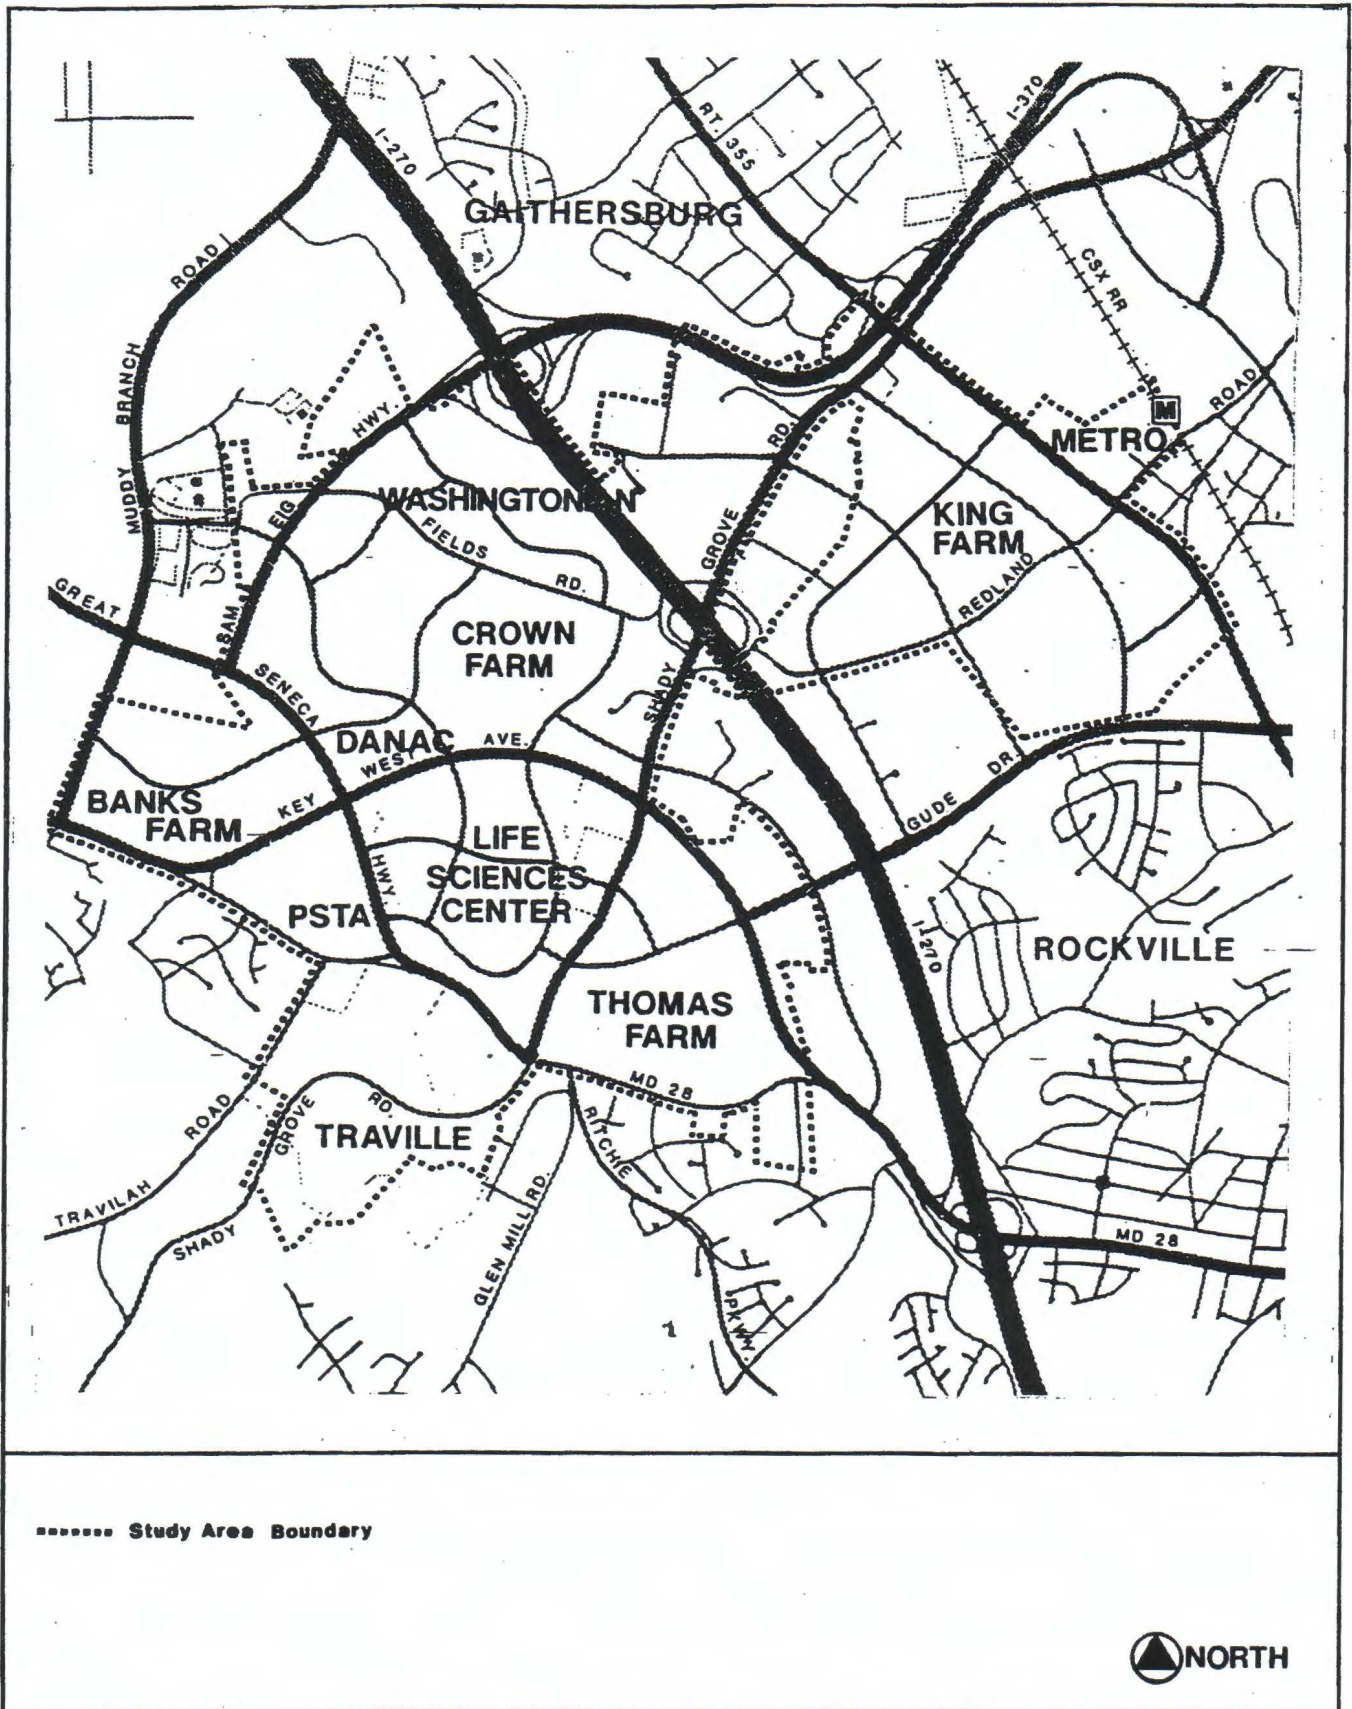 I-270
RT. 355
I-370
GAITHERSBURG
ROAD
CSX RR
BRANCH
MUDDY
HWY
EIG
SAM
RD.
GROVE
SHADY
M
METRO
ROAD
REDLAND
WASHINGTONIAN
FIELDS
RD.
KING
FARM
GREAT
SENECA
HWY
CROWN
FARM
DANAC
KEY
WEST
AVE.
BANKS
FARM
LIFE
SCIENCES
CENTER
PSTA
GUDE
DR.
I-270
ROCKVILLE
THOMAS
FARM
MD 28
TRAVILLE
TRAVILAH
ROAD
SHADY
GROVE
RD.
GLEN MILL RD.
RITCHIE
PKWY.
MD 28
Study Area Boundary
NORTH